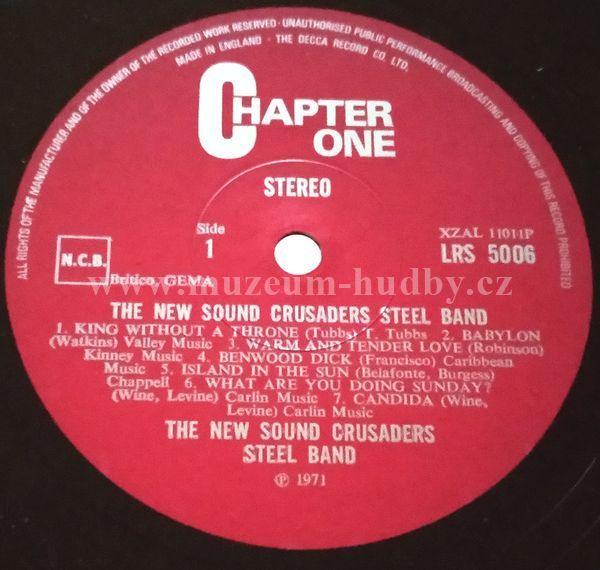 ALL RIGHTS OF THE MANUFACTURER AND OF THE OWNER OF THE RECORDED WORK RESERVED · UNAUTHORISED PUBLIC PERFORMANCE BROADCASTING AND COPYING OF THIS RECORD PROHIBITED
MADE IN ENGLAND · THE DECCA RECORD CO. LTD.
CHAPTER
ONE
STEREO
Side
1
XZAL 11011P
LRS 5006
N.C.B.
Britico, GEMA
www.muzeum-hudby.cz
THE NEW SOUND CRUSADERS STEEL BAND
1. KING WITHOUT A THRONE (Tubbs) T. Tubbs 2. BABYLON
(Watkins) Valley Music 3. WARM AND TENDER LOVE (Robinson)
Kinney Music 4. BENWOOD DICK (Francisco) Caribbean
Music 5. ISLAND IN THE SUN (Belafonte, Burgess)
Chappell 6. WHAT ARE YOU DOING SUNDAY?
(Wine, Levine) Carlin Music 7. CANDIDA (Wine,
Levine) Carlin Music
THE NEW SOUND CRUSADERS
STEEL BAND
℗ 1971